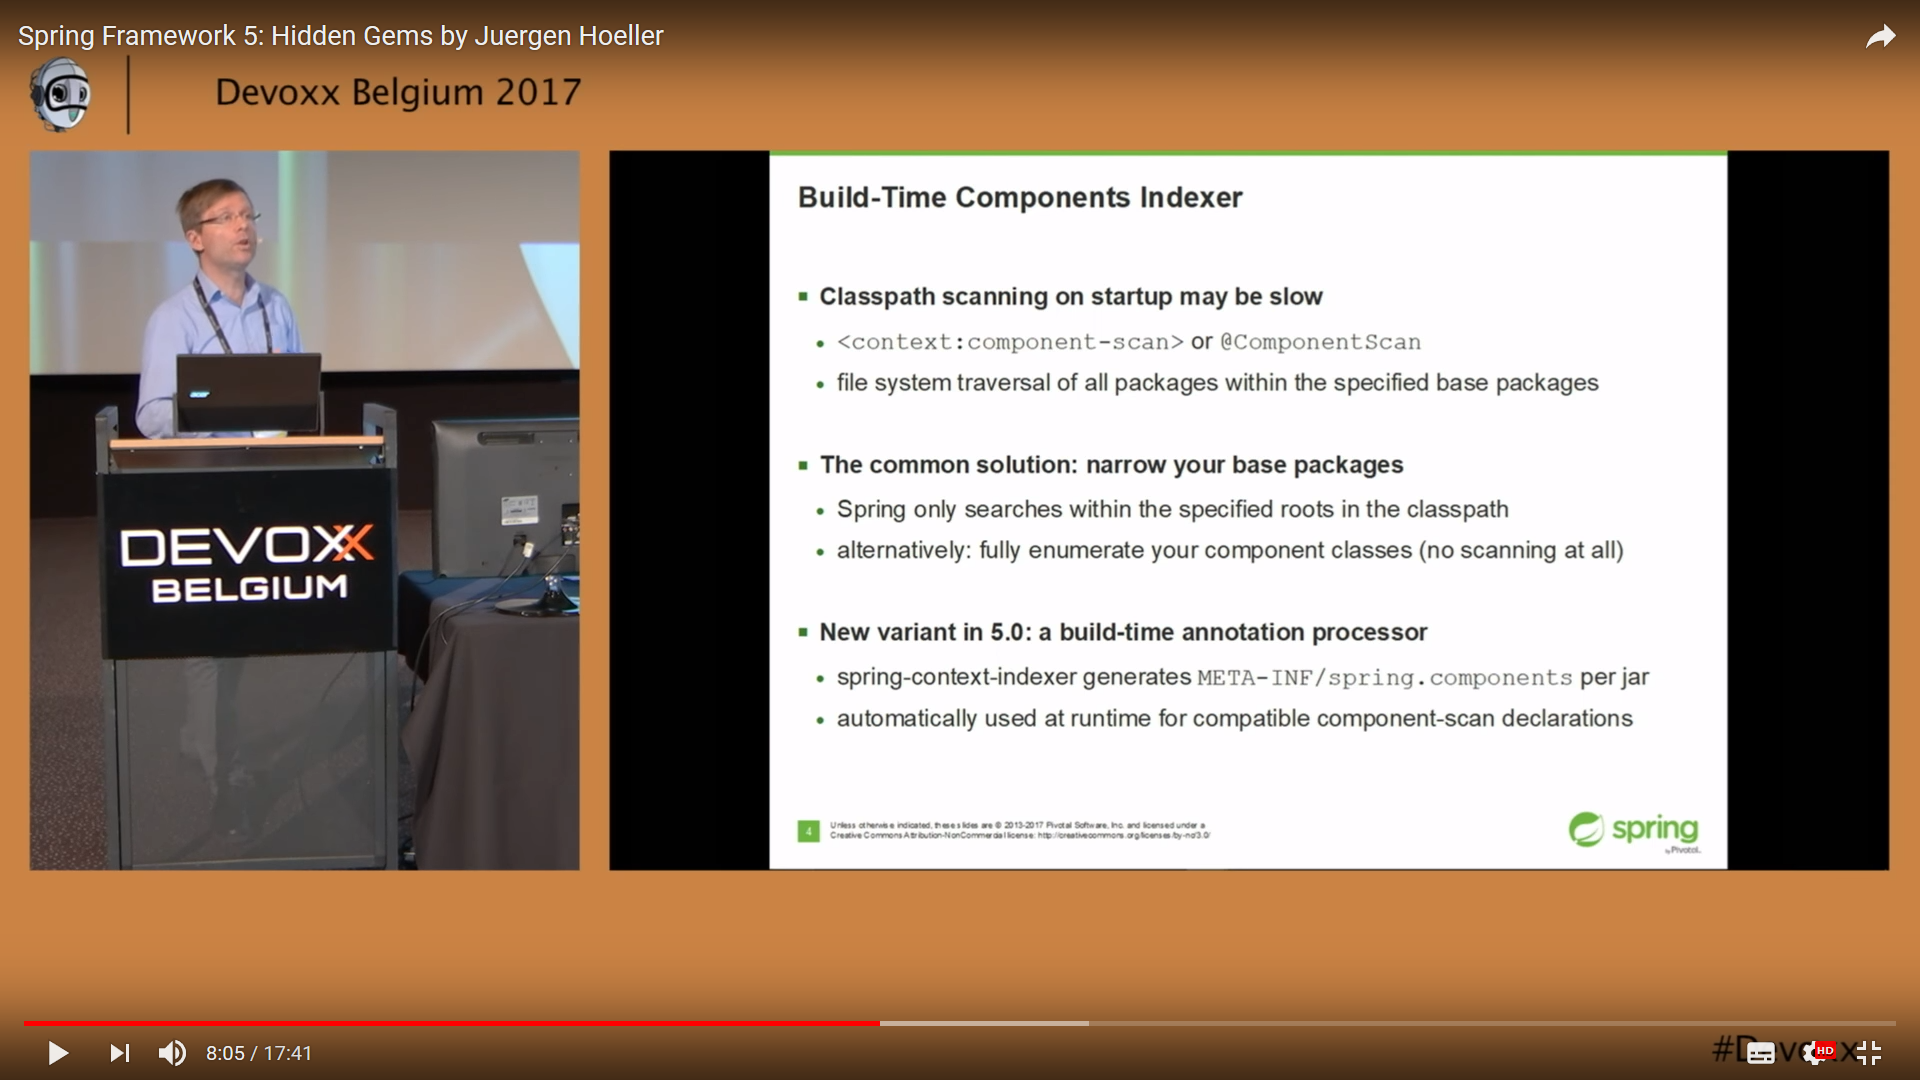 Spring Framework 5: Hidden Gems by Juergen Hoeller
Devoxx Belgium 2017
acer
DEVOXX
BELGIUM
Build-Time Components Indexer
Classpath scanning on startup may be slow
<context:component-scan> or @ComponentScan
file system traversal of all packages within the specified base packages
The common solution: narrow your base packages
Spring only searches within the specified roots in the classpath
alternatively: fully enumerate your component classes (no scanning at all)
New variant in 5.0: a build-time annotation processor
spring-context-indexer generates META-INF/spring.components per jar
automatically used at runtime for compatible component-scan declarations
4
Unless otherwise indicated, these slides are © 2013-2017 Pivotal Software, Inc. and licensed under a
Creative Commons Attribution-NonCommercial license: http://creativecommons.org/licenses/by-nc/3.0/
spring
by Pivotal.
8:05 / 17:41
#Devoxx
HD